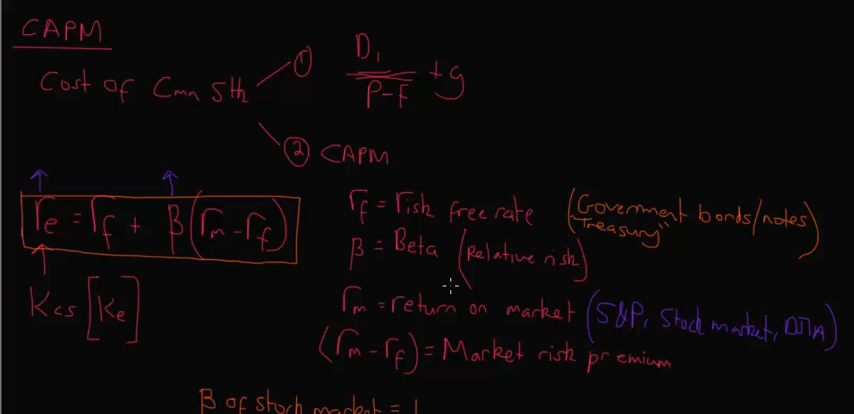 CAPM
Cost of Cmn Stk
① D₁
P-F
+ g
② CAPM
re = rf + β(rm - rf)
Kcs [Ke]
rf = risk free rate (Government bonds/notes
Treasury")
β = Beta (Relative risk)
rm = return on market (S&P, Stock market, DJIA)
(rm - rf) = Market risk premium
β of stock market = 1